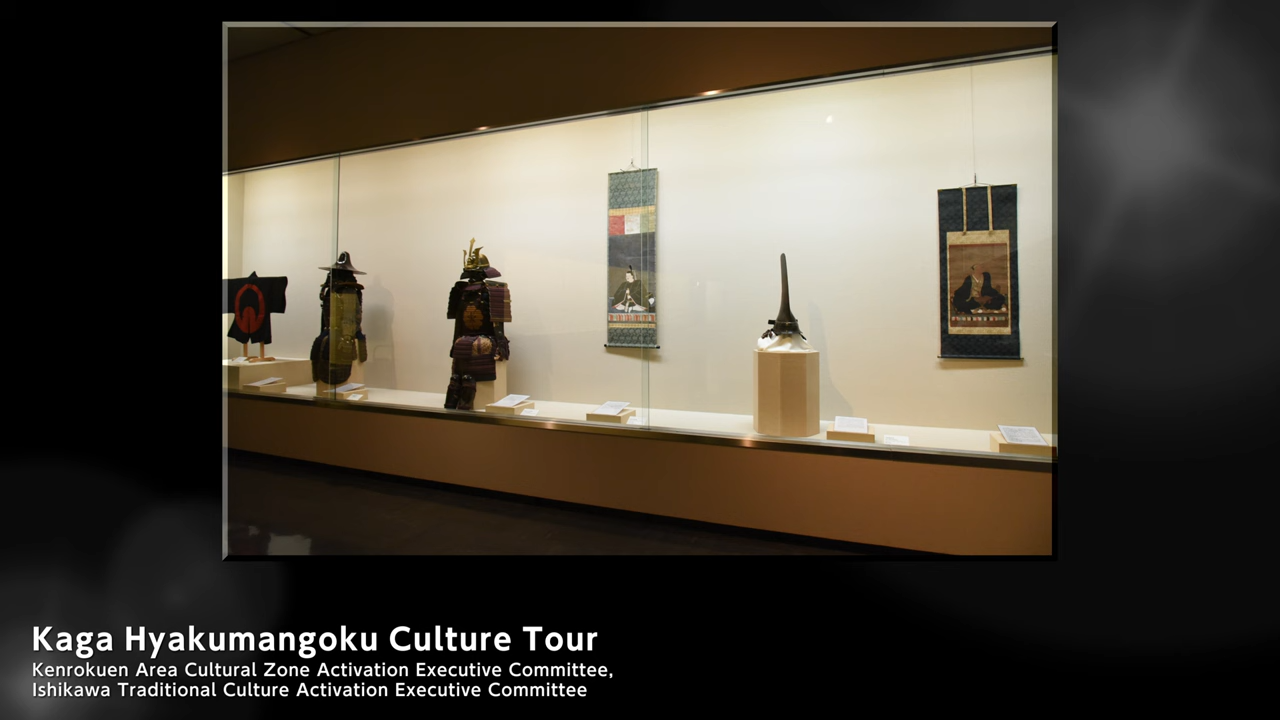 Kaga Hyakumangoku Culture Tour
Kenrokuen Area Cultural Zone Activation Executive Committee,
Ishikawa Traditional Culture Activation Executive Committee